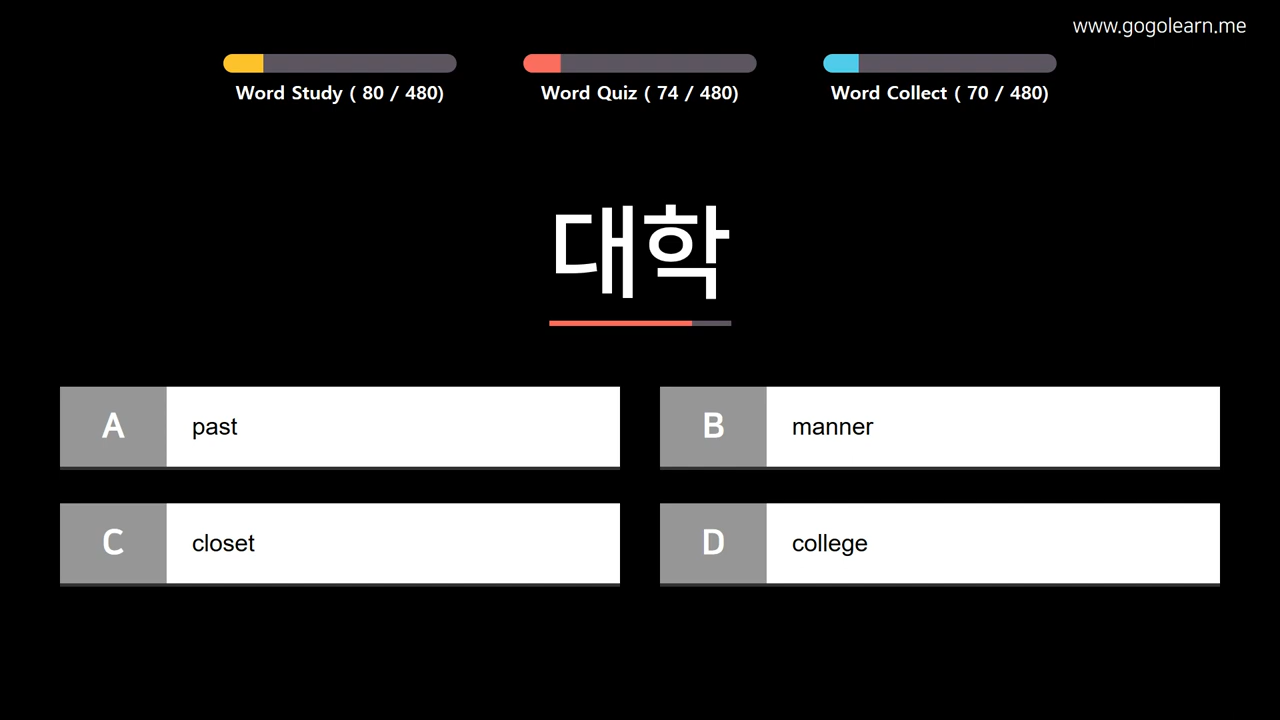 www.gogolearn.me
Word Study ( 80 / 480)
Word Quiz ( 74 / 480)
Word Collect ( 70 / 480)
대학
A past
B manner
C closet
D college